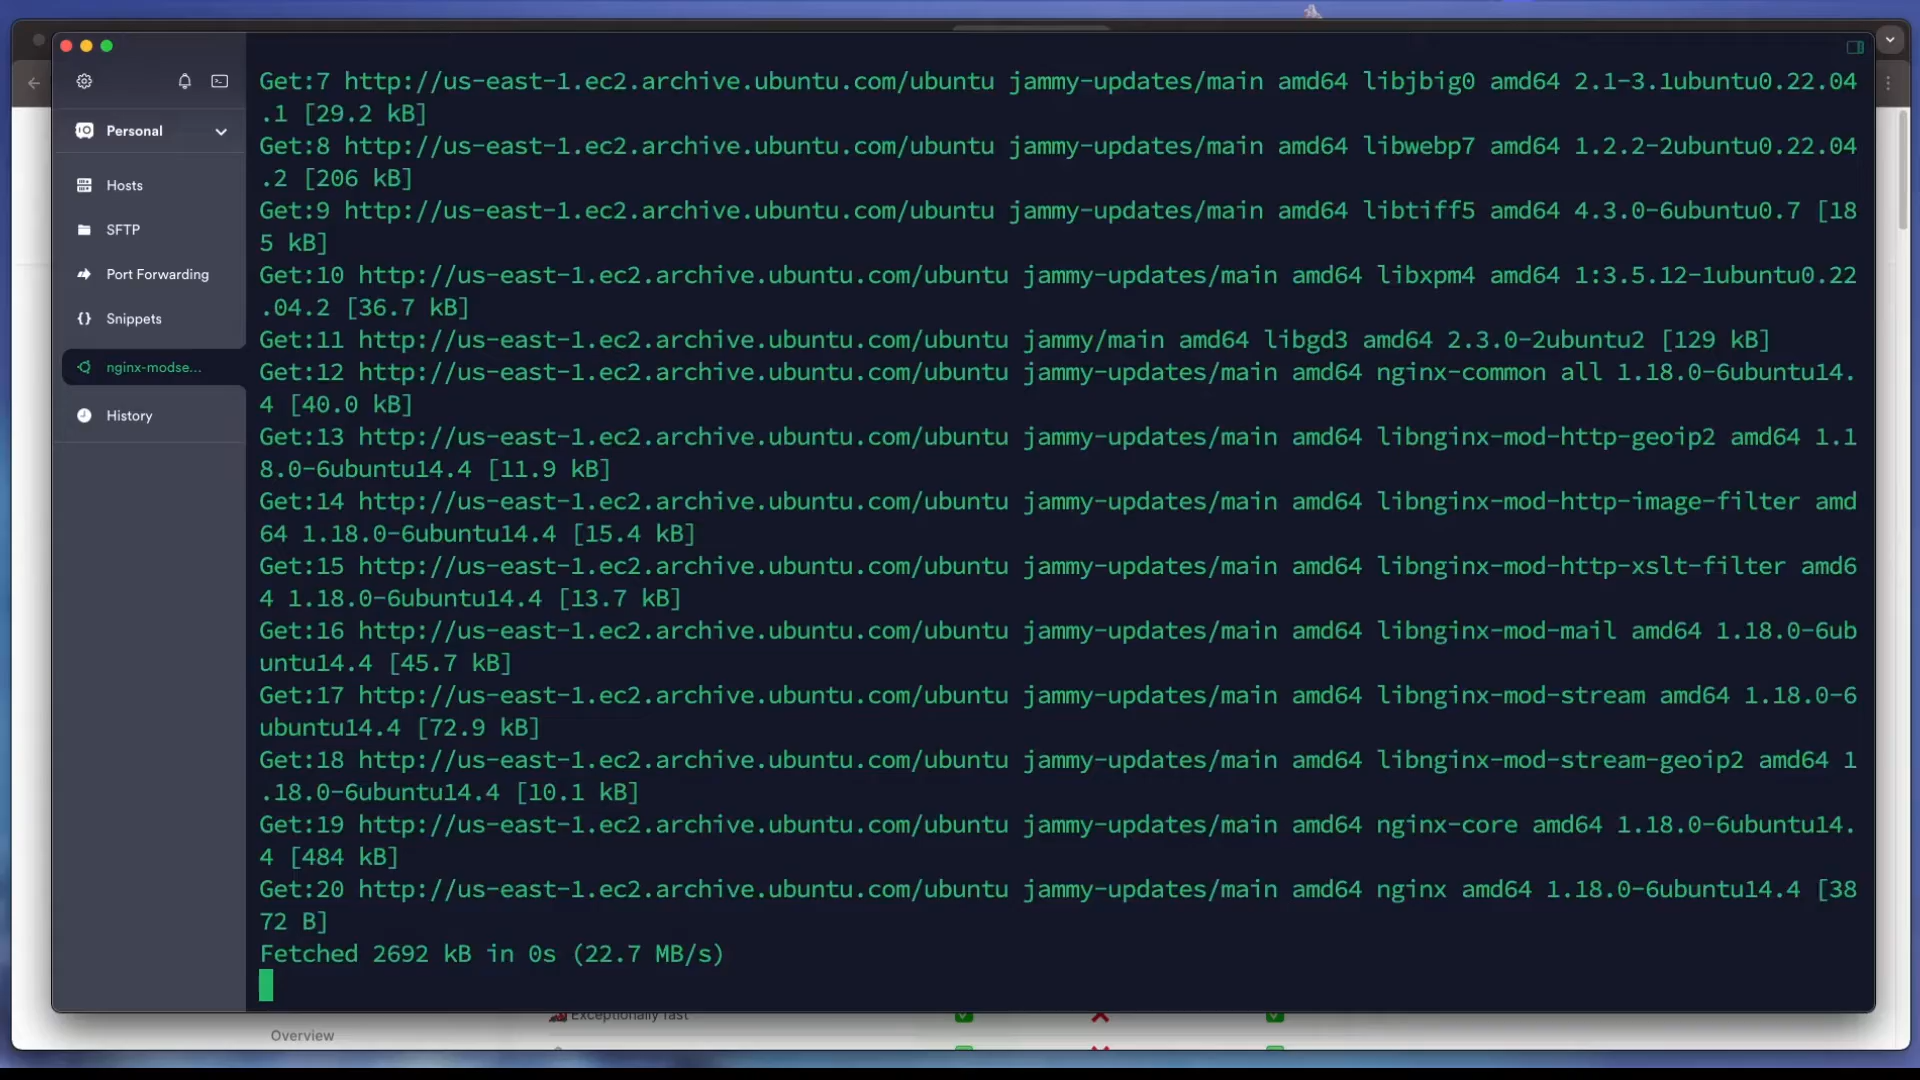 Personal
Hosts
SFTP
Port Forwarding
Snippets
nginx-modse...
History
Get:7 http://us-east-1.ec2.archive.ubuntu.com/ubuntu jammy-updates/main amd64 libjbig0 amd64 2.1-3.1ubuntu0.22.04
.1 [29.2 kB]
Get:8 http://us-east-1.ec2.archive.ubuntu.com/ubuntu jammy-updates/main amd64 libwebp7 amd64 1.2.2-2ubuntu0.22.04
.2 [206 kB]
Get:9 http://us-east-1.ec2.archive.ubuntu.com/ubuntu jammy-updates/main amd64 libtiff5 amd64 4.3.0-6ubuntu0.7 [18
5 kB]
Get:10 http://us-east-1.ec2.archive.ubuntu.com/ubuntu jammy-updates/main amd64 libxpm4 amd64 1:3.5.12-1ubuntu0.22
.04.2 [36.7 kB]
Get:11 http://us-east-1.ec2.archive.ubuntu.com/ubuntu jammy/main amd64 libgd3 amd64 2.3.0-2ubuntu2 [129 kB]
Get:12 http://us-east-1.ec2.archive.ubuntu.com/ubuntu jammy-updates/main amd64 nginx-common all 1.18.0-6ubuntu14.
4 [40.0 kB]
Get:13 http://us-east-1.ec2.archive.ubuntu.com/ubuntu jammy-updates/main amd64 libnginx-mod-http-geoip2 amd64 1.1
8.0-6ubuntu14.4 [11.9 kB]
Get:14 http://us-east-1.ec2.archive.ubuntu.com/ubuntu jammy-updates/main amd64 libnginx-mod-http-image-filter amd
64 1.18.0-6ubuntu14.4 [15.4 kB]
Get:15 http://us-east-1.ec2.archive.ubuntu.com/ubuntu jammy-updates/main amd64 libnginx-mod-http-xslt-filter amd6
4 1.18.0-6ubuntu14.4 [13.7 kB]
Get:16 http://us-east-1.ec2.archive.ubuntu.com/ubuntu jammy-updates/main amd64 libnginx-mod-mail amd64 1.18.0-6ub
untu14.4 [45.7 kB]
Get:17 http://us-east-1.ec2.archive.ubuntu.com/ubuntu jammy-updates/main amd64 libnginx-mod-stream amd64 1.18.0-6
ubuntu14.4 [72.9 kB]
Get:18 http://us-east-1.ec2.archive.ubuntu.com/ubuntu jammy-updates/main amd64 libnginx-mod-stream-geoip2 amd64 1
.18.0-6ubuntu14.4 [10.1 kB]
Get:19 http://us-east-1.ec2.archive.ubuntu.com/ubuntu jammy-updates/main amd64 nginx-core amd64 1.18.0-6ubuntu14.
4 [484 kB]
Get:20 http://us-east-1.ec2.archive.ubuntu.com/ubuntu jammy-updates/main amd64 nginx amd64 1.18.0-6ubuntu14.4 [38
72 B]
Fetched 2692 kB in 0s (22.7 MB/s)
Exceptionally fast
Overview